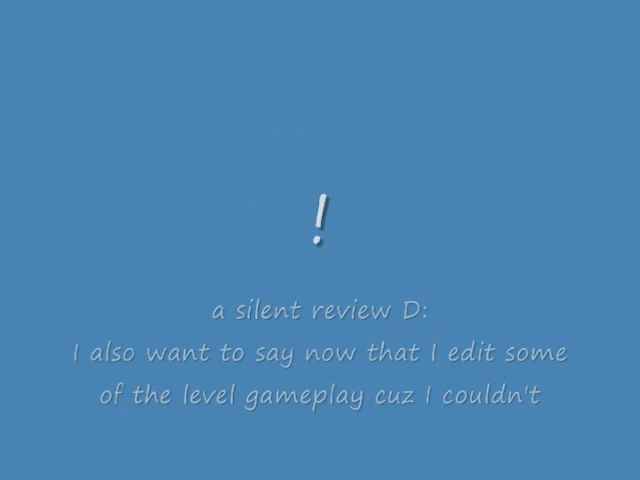 !
a silent review D:
I also want to say now that I edit some
of the level gameplay cuz I couldn't